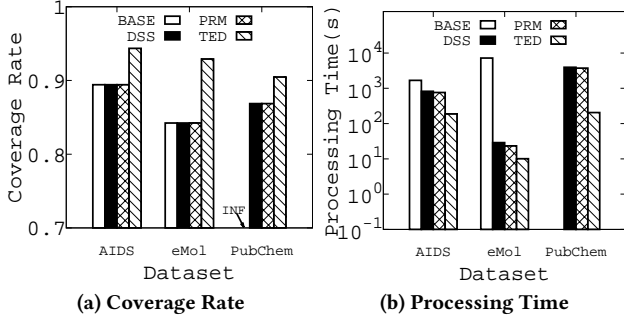 BASE PRM
DSS TED
Coverage Rate
1
0.9
0.8
0.7
INF
AIDS eMol PubChem
Dataset
(a) Coverage Rate
BASE PRM
DSS TED
Processing Time(s)
10^4
10^3
10^2
10^1
10^0
10^-1
AIDS eMol PubChem
Dataset
(b) Processing Time